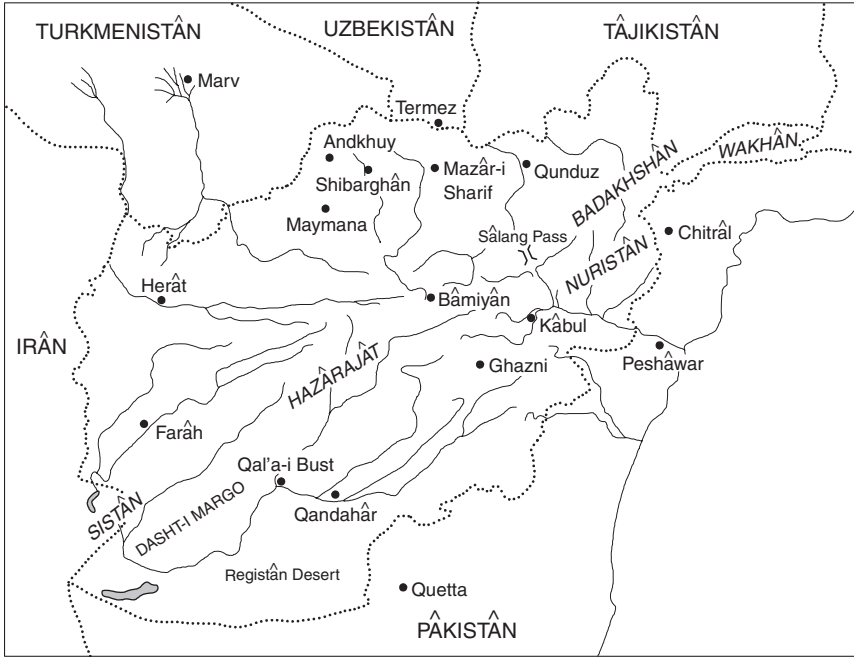 TURKMENISTÂN
UZBEKISTÂN
TÂJIKISTÂN
Marv
Termez
Andkhuy
Shibarghân
Mazâr-i
Sharif
Qunduz
BADAKHSHÂN
WAKHÂN
Maymana
Sâlang Pass
Chitrâl
NURISTÂN
Herât
Bâmiyân
Kâbul
IRÂN
HAZÂRAJÂT
Ghazni
Peshâwar
Farâh
Qal'a-i Bust
SISTÂN
DASHT-I MARGO
Qandahâr
Registân Desert
Quetta
PÂKISTÂN